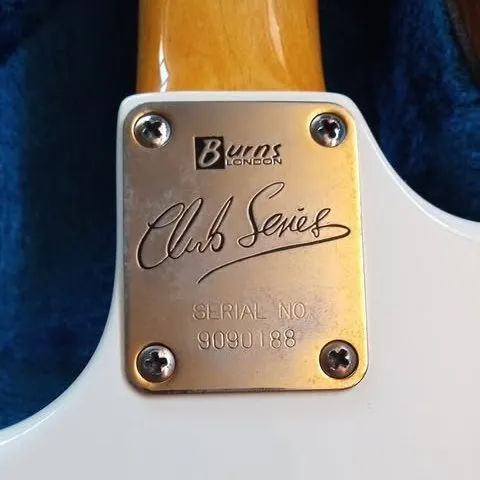 Burns
LONDON
Club Series
SERIAL NO
9090188